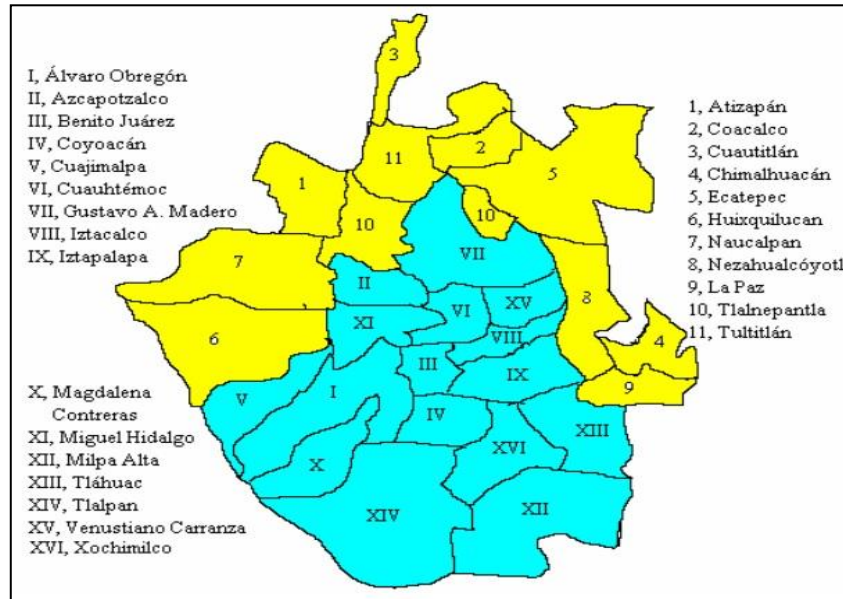 I, Álvaro Obregón
II, Azcapotzalco
III, Benito Juárez
IV, Coyoacán
V, Cuajimalpa
VI, Cuauhtémoc
VII, Gustavo A. Madero
VIII, Iztacalco
IX, Iztapalapa
X, Magdalena
Contreras
XI, Miguel Hidalgo
XII, Milpa Alta
XIII, Tláhuac
XIV, Tlalpan
XV, Venustiano Carranza
XVI, Xochimilco
3
11
2
1
5
10
10
VII
7
II
8
VI
XV
XI
6
VIII
4
III
IX
9
V
I
IV
XIII
XVI
X
XII
XIV
1, Atizapán
2, Coacalco
3, Cuautitlán
4, Chimalhuacán
5, Ecatepec
6, Huixquilucan
7, Naucalpan
8, Nezahualcóyotl
9, La Paz
10, Tlalnepantla
11, Tultitlán